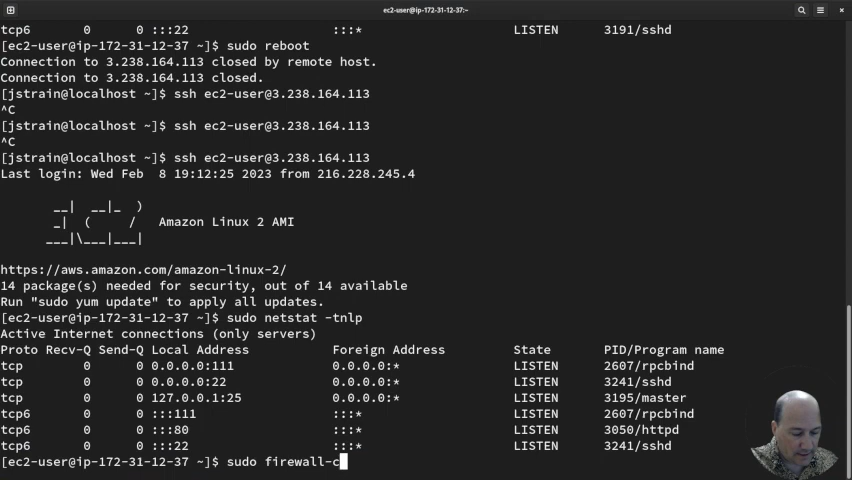 ec2-user@ip-172-31-12-37:~
tcp6       0      0 :::22                   :::*                    LISTEN      3191/sshd
[ec2-user@ip-172-31-12-37 ~]$ sudo reboot
Connection to 3.238.164.113 closed by remote host.
Connection to 3.238.164.113 closed.
[jstrain@localhost ~]$ ssh ec2-user@3.238.164.113
^C
[jstrain@localhost ~]$ ssh ec2-user@3.238.164.113
^C
[jstrain@localhost ~]$ ssh ec2-user@3.238.164.113
Last login: Wed Feb  8 19:12:25 2023 from 216.228.245.4
       __|  __|_  )
       _|  (     /   Amazon Linux 2 AMI
      ___|\___|___|
https://aws.amazon.com/amazon-linux-2/
14 package(s) needed for security, out of 14 available
Run "sudo yum update" to apply all updates.
[ec2-user@ip-172-31-12-37 ~]$ sudo netstat -tnlp
Active Internet connections (only servers)
Proto Recv-Q Send-Q Local Address           Foreign Address         State       PID/Program name
tcp        0      0 0.0.0.0:111             0.0.0.0:*               LISTEN      2607/rpcbind
tcp        0      0 0.0.0.0:22              0.0.0.0:*               LISTEN      3241/sshd
tcp        0      0 127.0.0.1:25            0.0.0.0:*               LISTEN      3195/master
tcp6       0      0 :::111                  :::*                    LISTEN      2607/rpcbind
tcp6       0      0 :::80                   :::*                    LISTEN      3050/httpd
tcp6       0      0 :::22                   :::*                    LISTEN      3241/sshd
[ec2-user@ip-172-31-12-37 ~]$ sudo firewall-c